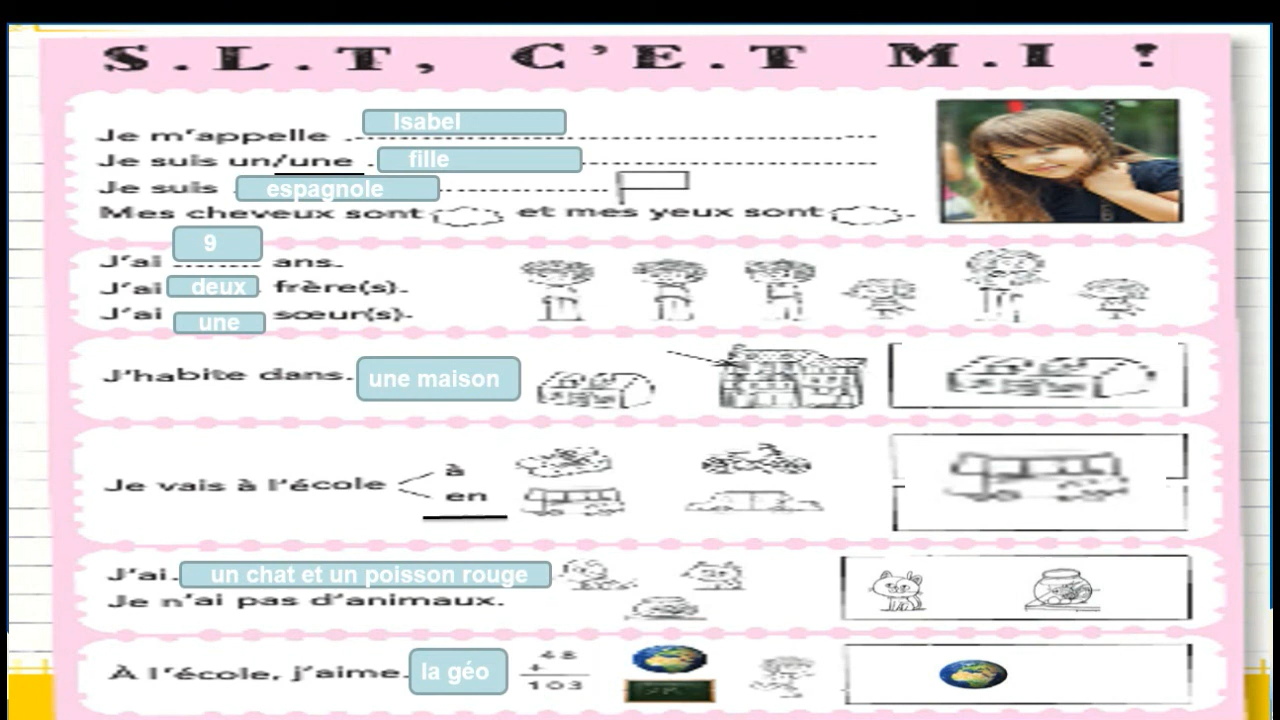 S.L.T, C'E.T M.I !
Je m'appelle Isabel
Je suis un/une fille
Je suis espagnole
Mes cheveux sont et mes yeux sont
J'ai 9 ans.
J'ai deux frère(s).
J'ai une sœur(s).
J'habite dans. une maison
Je vais à l'école à
en
J'ai. un chat et un poisson rouge
Je n'ai pas d'animaux.
À l'école, j'aime. la géo
48
+
103